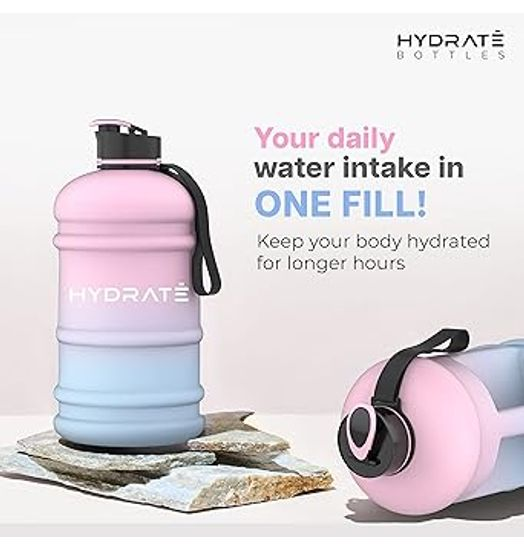 HYDRATĒ
BOTTLES
Your daily
water intake in
ONE FILL!
Keep your body hydrated
for longer hours
HYDRATĒ